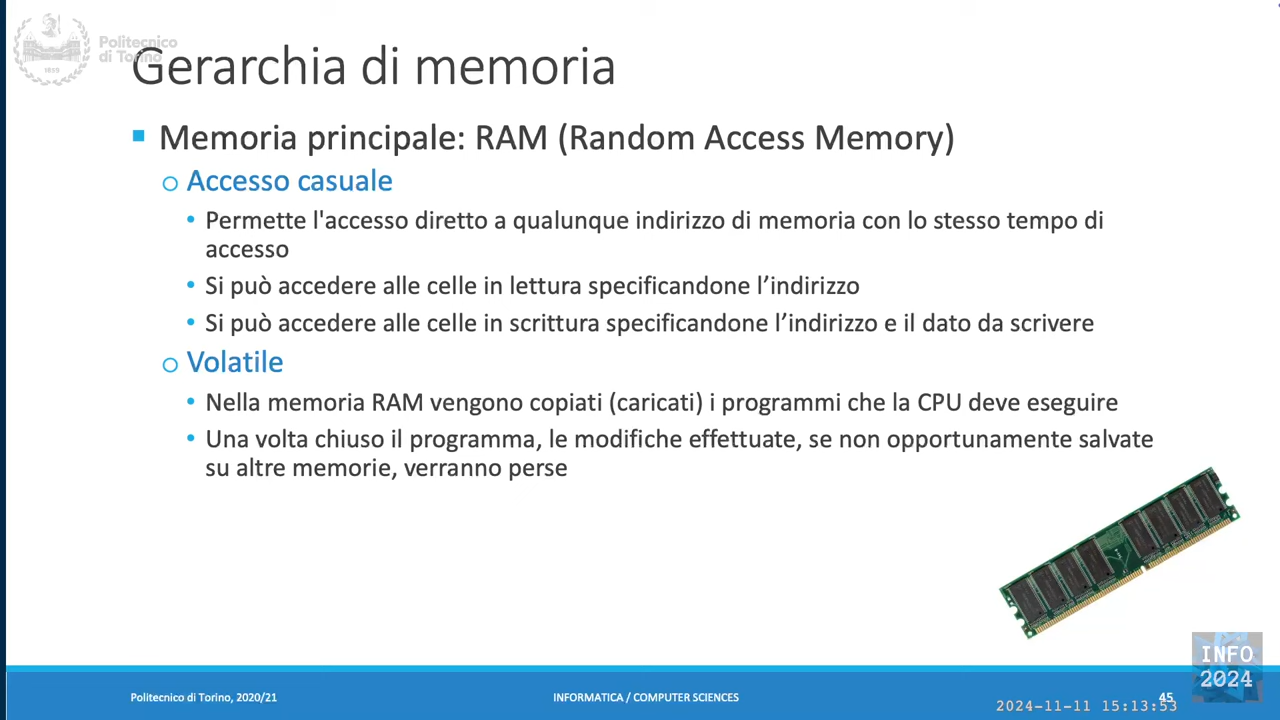 Politecnico
di Torino
1859
Gerarchia di memoria
Memoria principale: RAM (Random Access Memory)
Accesso casuale
Permette l'accesso diretto a qualunque indirizzo di memoria con lo stesso tempo di
accesso
Si può accedere alle celle in lettura specificandone l’indirizzo
Si può accedere alle celle in scrittura specificandone l’indirizzo e il dato da scrivere
Volatile
Nella memoria RAM vengono copiati (caricati) i programmi che la CPU deve eseguire
Una volta chiuso il programma, le modifiche effettuate, se non opportunamente salvate
su altre memorie, verranno perse
INFO
2024
Politecnico di Torino, 2020/21
INFORMATICA / COMPUTER SCIENCES
45
2024-11-11 15:13:53